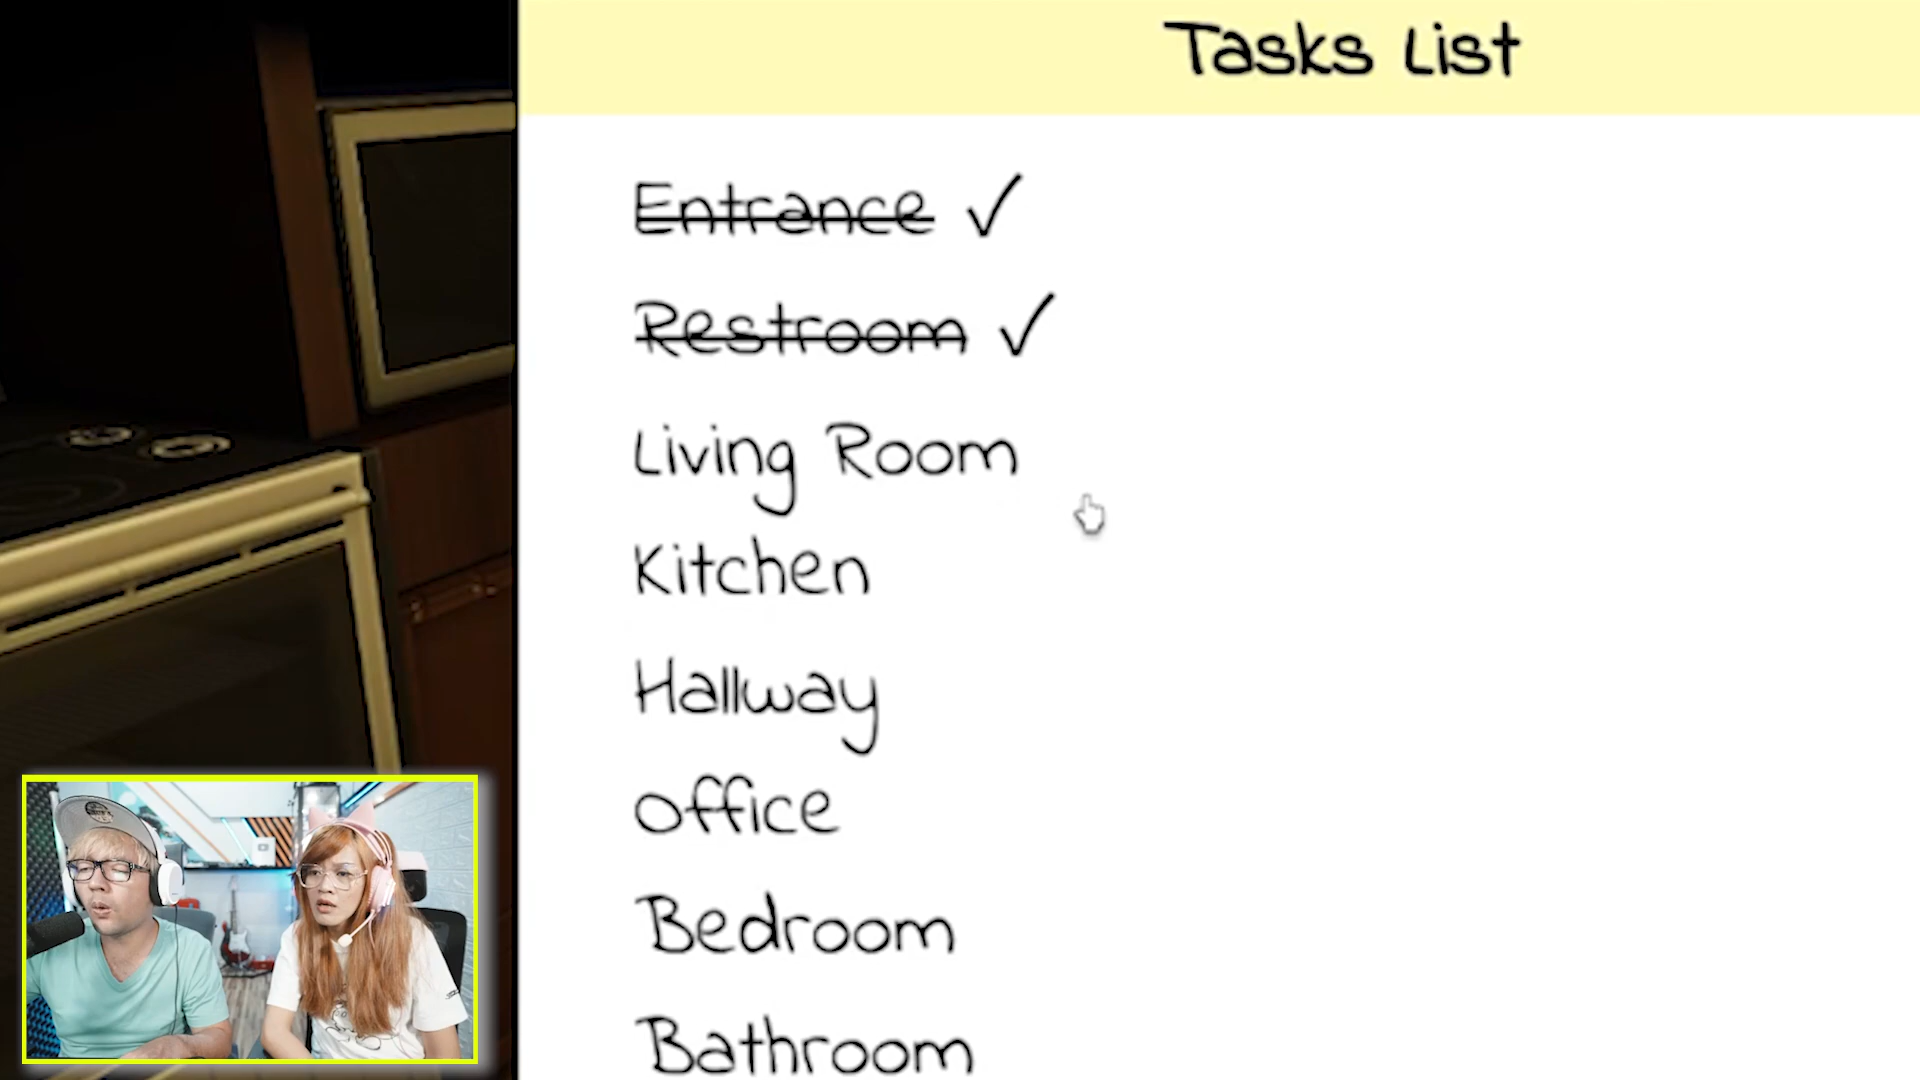 Tasks List
Entrance ✓
Restroom ✓
Living Room
Kitchen
Hallway
Office
Bedroom
Bathroom